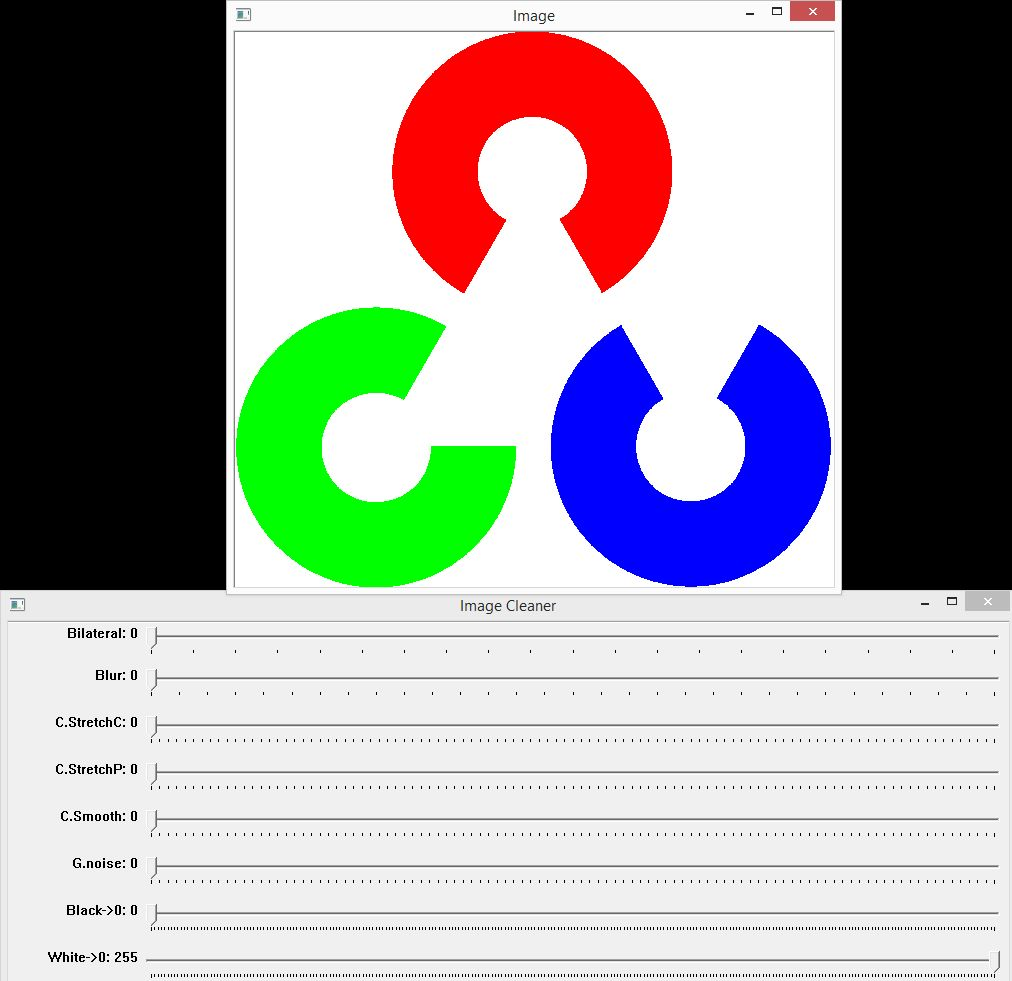 Image
Image Cleaner
Bilateral: 0
Blur: 0
C.StretchC: 0
C.StretchP: 0
C.Smooth: 0
G.noise: 0
Black->0: 0
White->0: 255